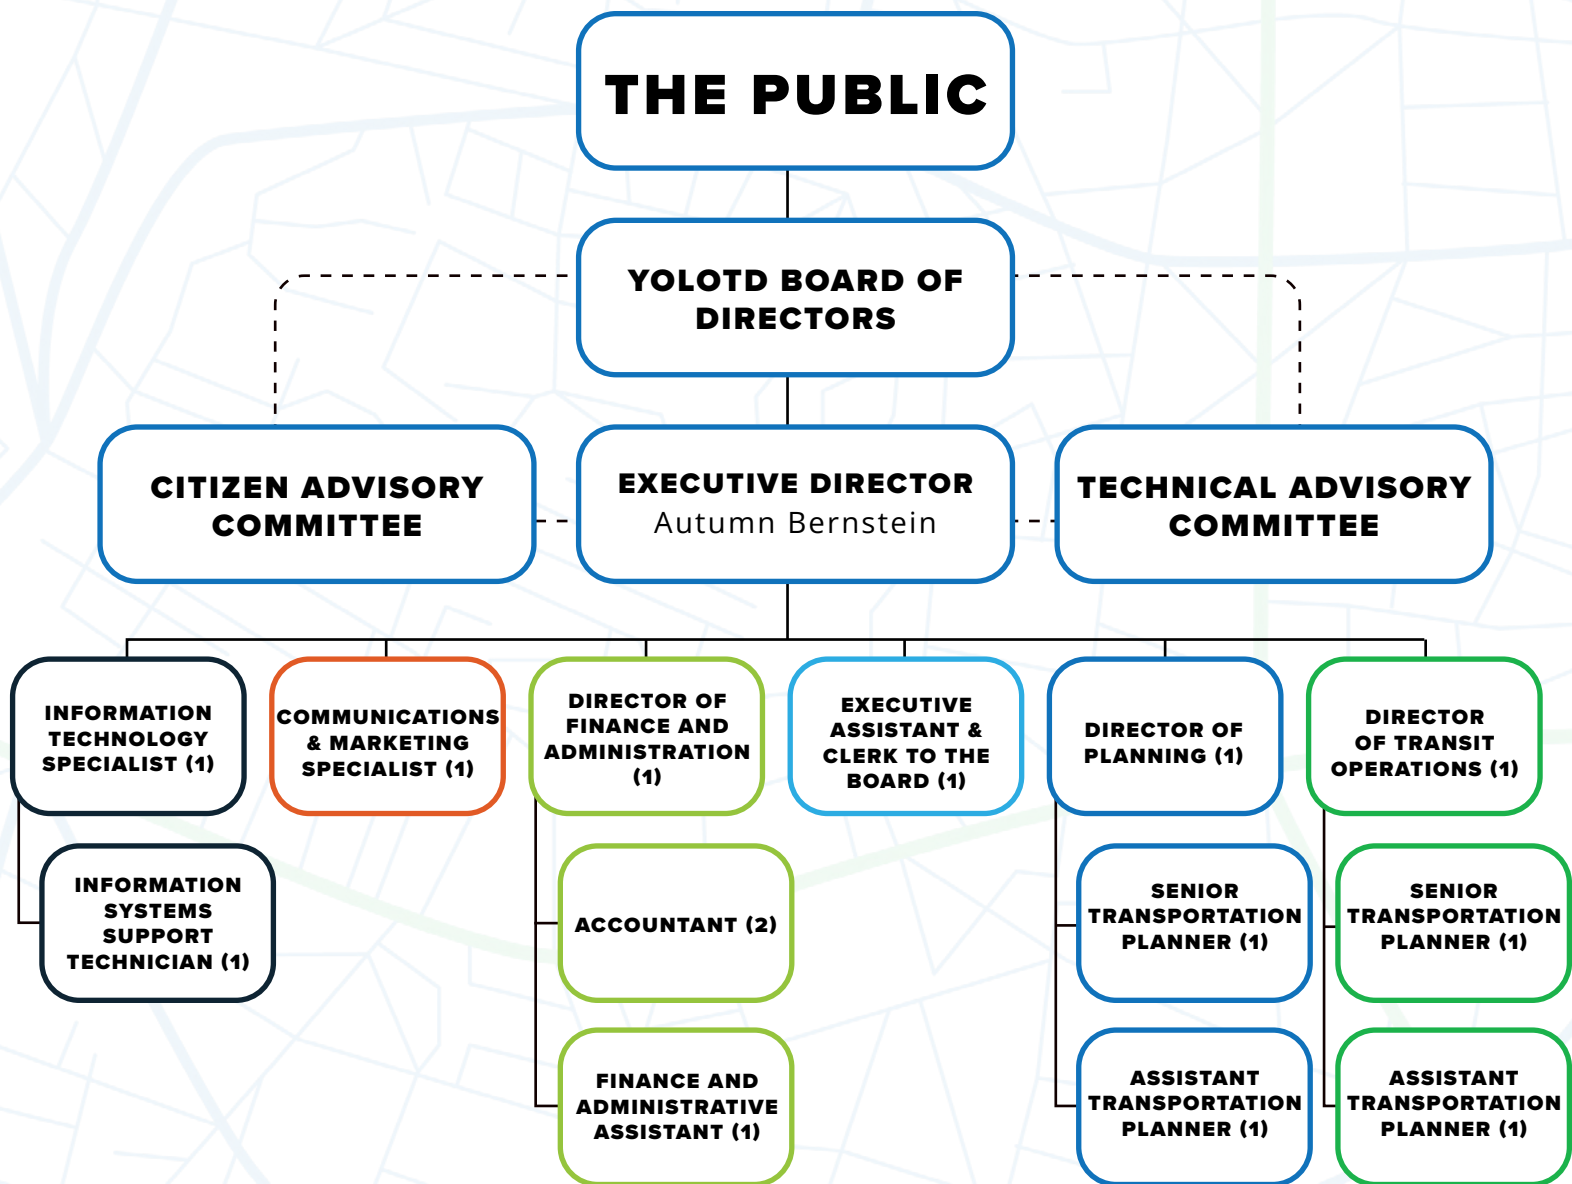 THE PUBLIC
YOLOTD BOARD OF
DIRECTORS
CITIZEN ADVISORY
COMMITTEE
EXECUTIVE DIRECTOR
Autumn Bernstein
TECHNICAL ADVISORY
COMMITTEE
INFORMATION
TECHNOLOGY
SPECIALIST (1)
COMMUNICATIONS
& MARKETING
SPECIALIST (1)
DIRECTOR OF
FINANCE AND
ADMINISTRATION
(1)
EXECUTIVE
ASSISTANT &
CLERK TO THE
BOARD (1)
DIRECTOR OF
PLANNING (1)
DIRECTOR
OF TRANSIT
OPERATIONS (1)
INFORMATION
SYSTEMS
SUPPORT
TECHNICIAN (1)
ACCOUNTANT (2)
SENIOR
TRANSPORTATION
PLANNER (1)
SENIOR
TRANSPORTATION
PLANNER (1)
FINANCE AND
ADMINISTRATIVE
ASSISTANT (1)
ASSISTANT
TRANSPORTATION
PLANNER (1)
ASSISTANT
TRANSPORTATION
PLANNER (1)